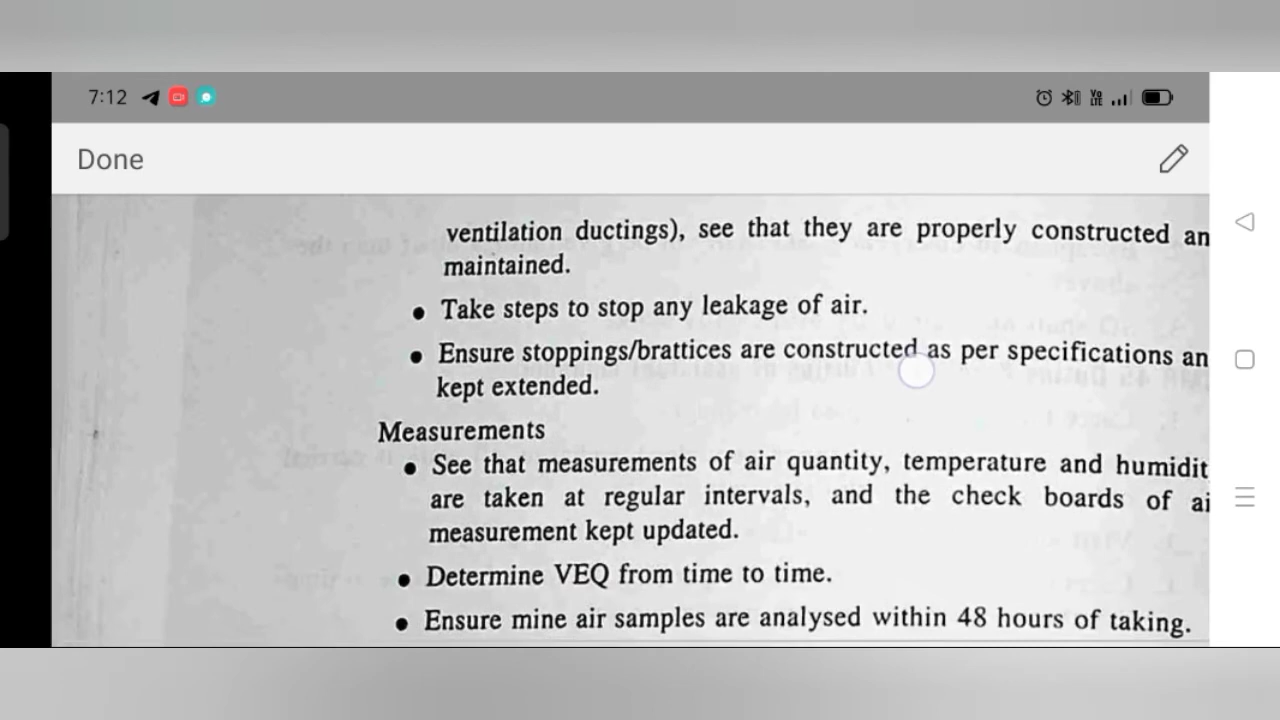 7:12
VO
LTE
Done
ventilation ductings), see that they are properly constructed an
maintained.
• Take steps to stop any leakage of air.
• Ensure stoppings/brattices are constructed as per specifications an
kept extended.
Measurements
• See that measurements of air quantity, temperature and humidit
are taken at regular intervals, and the check boards of ai
measurement kept updated.
• Determine VEQ from time to time.
• Ensure mine air samples are analysed within 48 hours of taking.